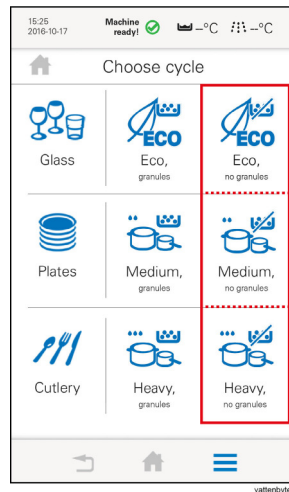 15:25
2016-10-17
Machine
ready!
–°C
--°C
Choose cycle
Glass
ECO
Eco,
granules
ECO
Eco,
no granules
Plates
Medium,
granules
Medium,
no granules
Cutlery
Heavy,
granules
Heavy,
no granules
vattenbyte